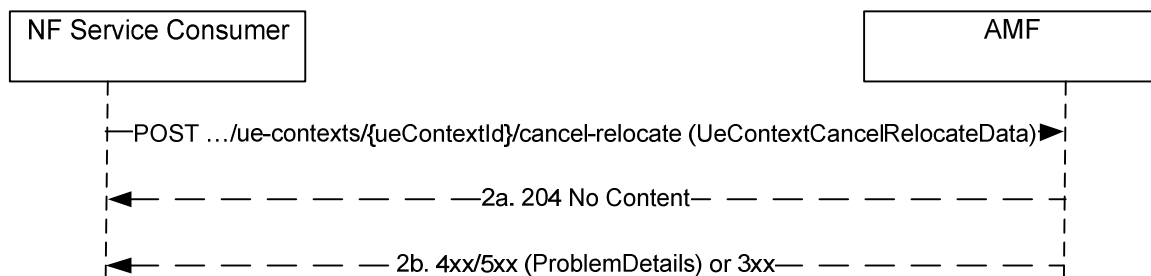 NF Service Consumer
AMF
POST …/ue-contexts/{ueContextId}/cancel-relocate (UeContextCancelRelocateData)
2a. 204 No Content
2b. 4xx/5xx (ProblemDetails) or 3xx